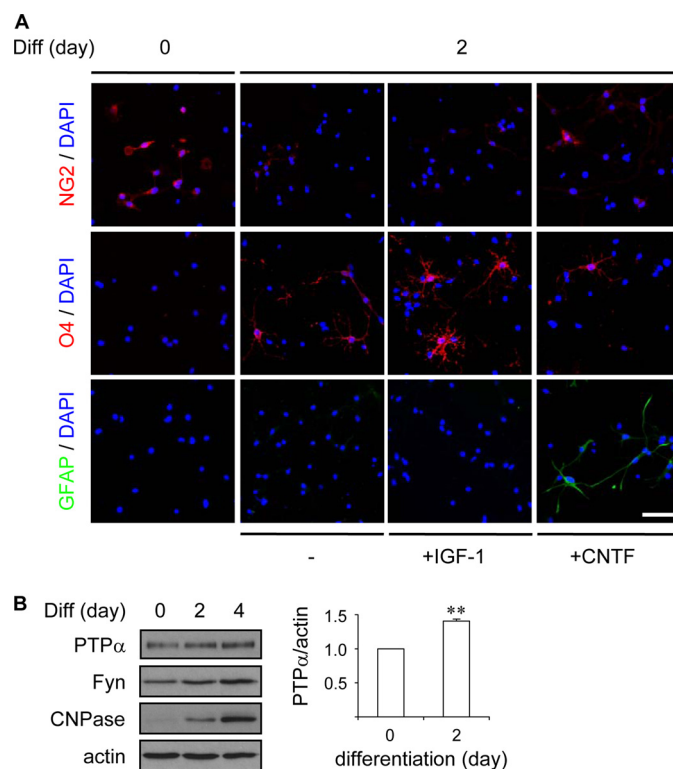 A
Diff (day) 0 2
NG2 / DAPI
O4 / DAPI
GFAP / DAPI
- +IGF-1 +CNTF
B Diff (day) 0 2 4
PTPα
Fyn
CNPase
actin
PTPα/actin
1.5
1.0
0.5
**
0 2
differentiation (day)